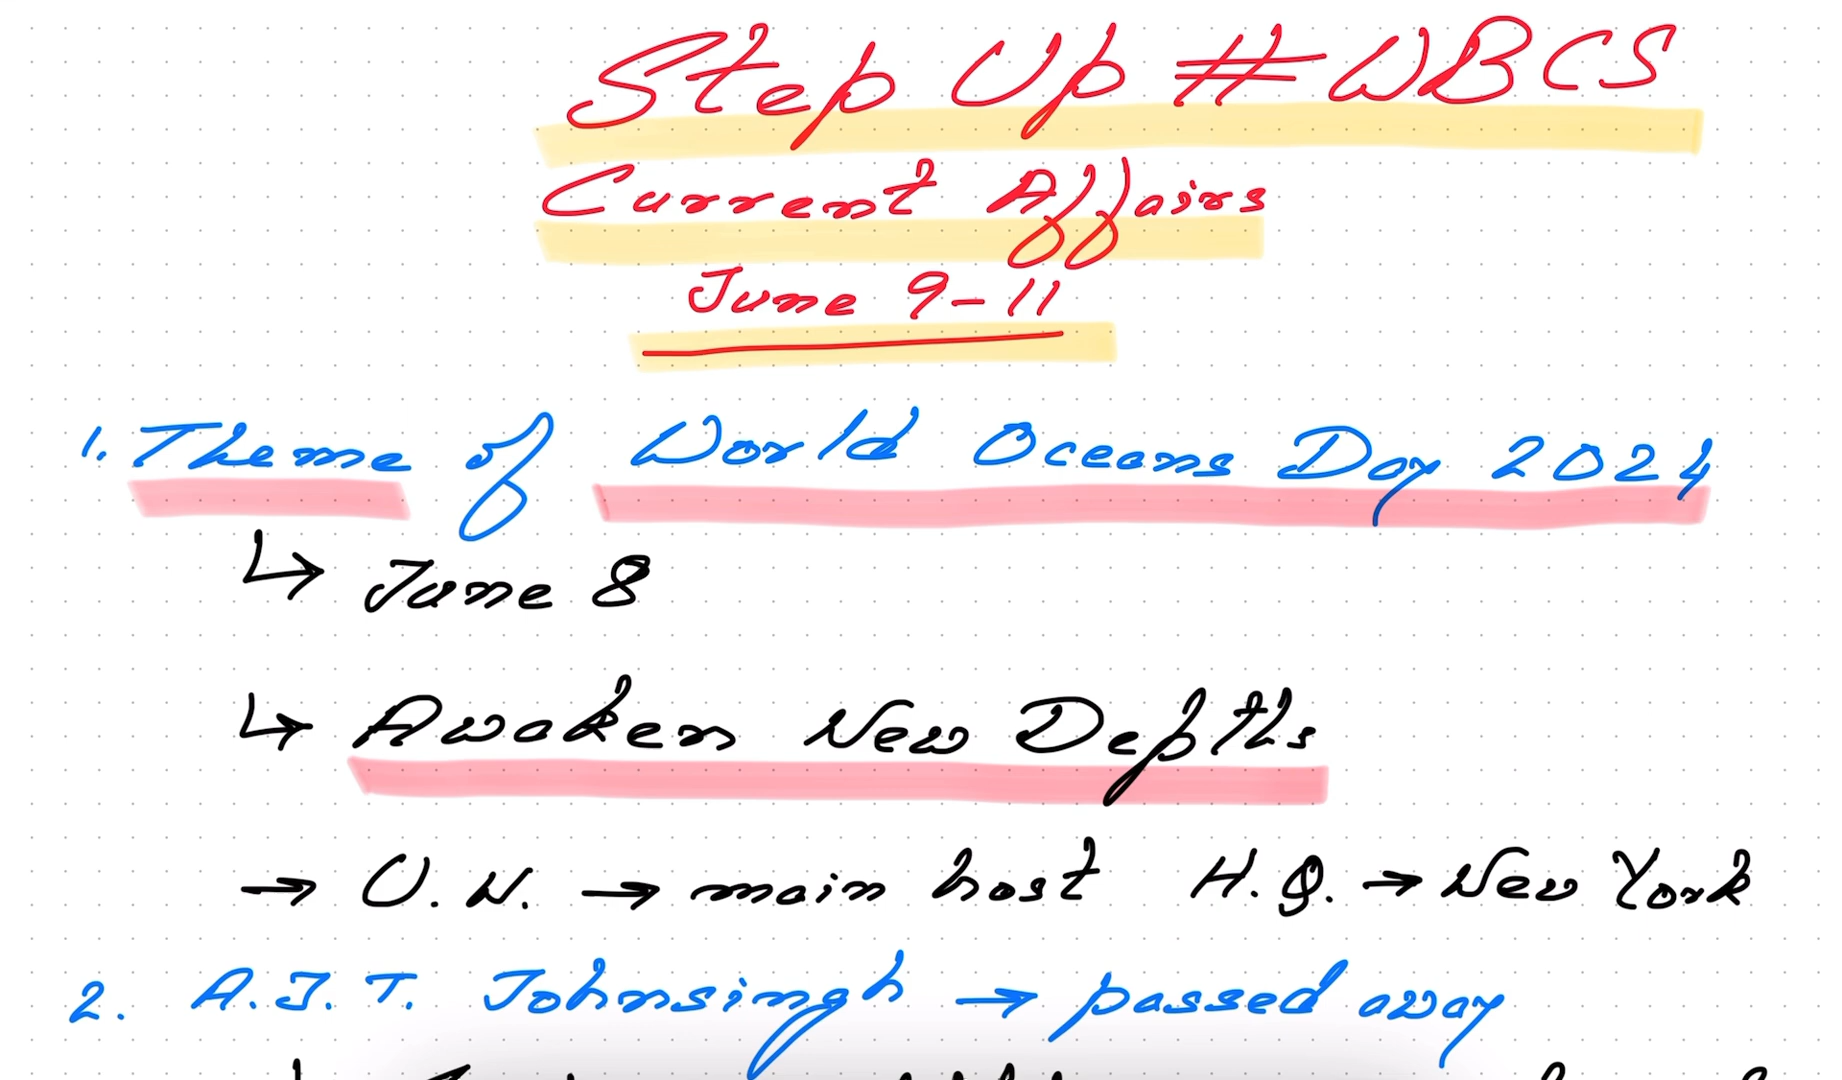 Step Up # WBCS
Current Affairs
June 9-11
1. Theme of World Oceans Day 2024
↳ June 8
↳ Awaken New Depths
→ U.N. → main host H.Q. → New York
2. A.J.T. Johnsingh → passed away